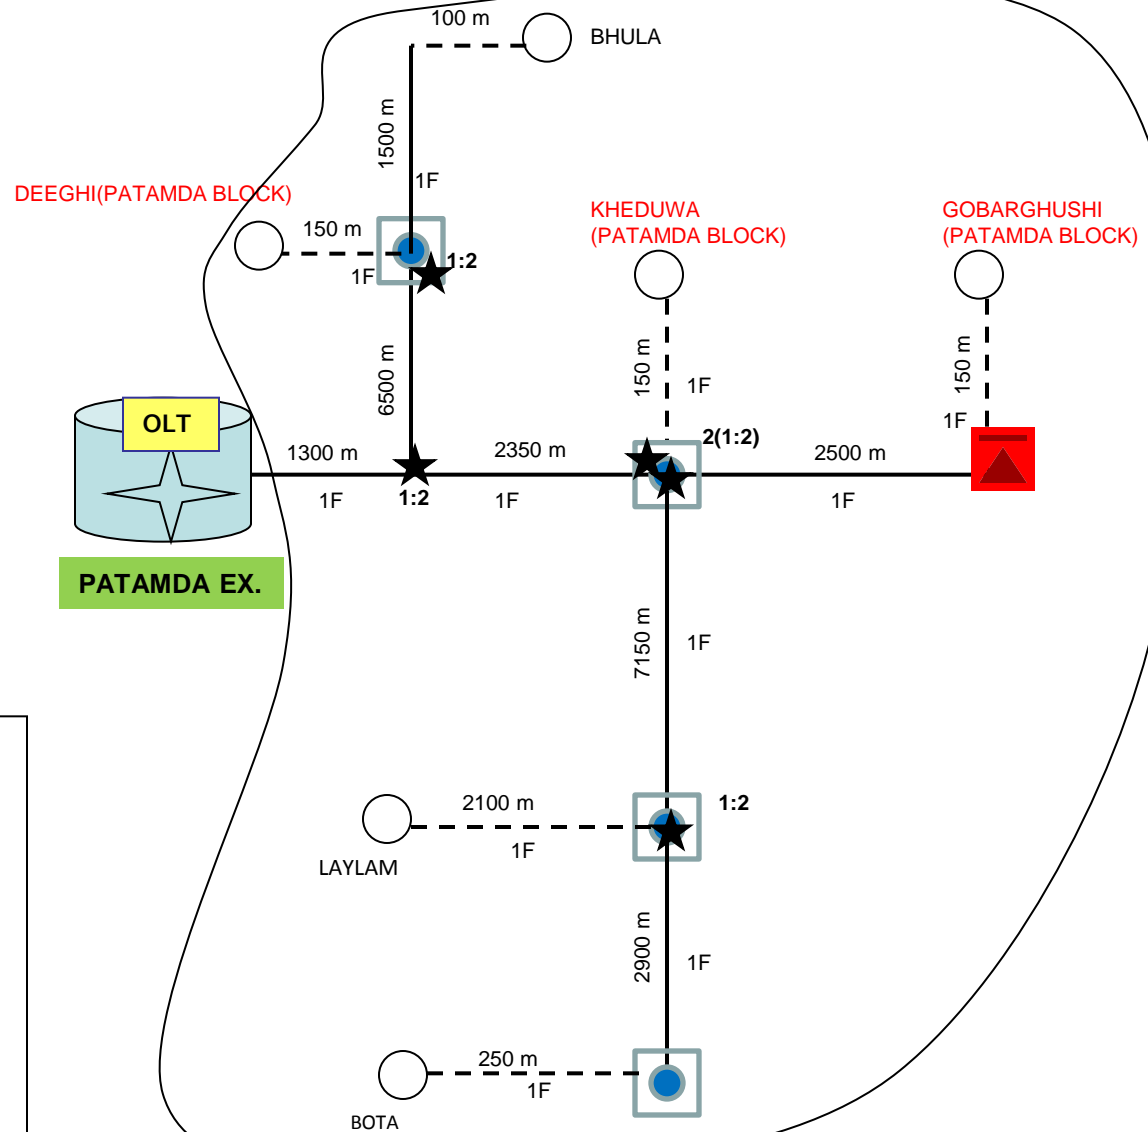 100 m
BHULA
1500 m
1F
DEEGHI(PATAMDA BLOCK)
150 m
1F
1:2
KHEDUWA
(PATAMDA BLOCK)
GOBARGHUSHI
(PATAMDA BLOCK)
6500 m
150 m
1F
150 m
1F
OLT
1300 m
1F
1:2
2350 m
1F
2(1:2)
2500 m
1F
PATAMDA EX.
7150 m
1F
1:2
2100 m
1F
LAYLAM
2900 m
1F
250 m
1F
BOTA